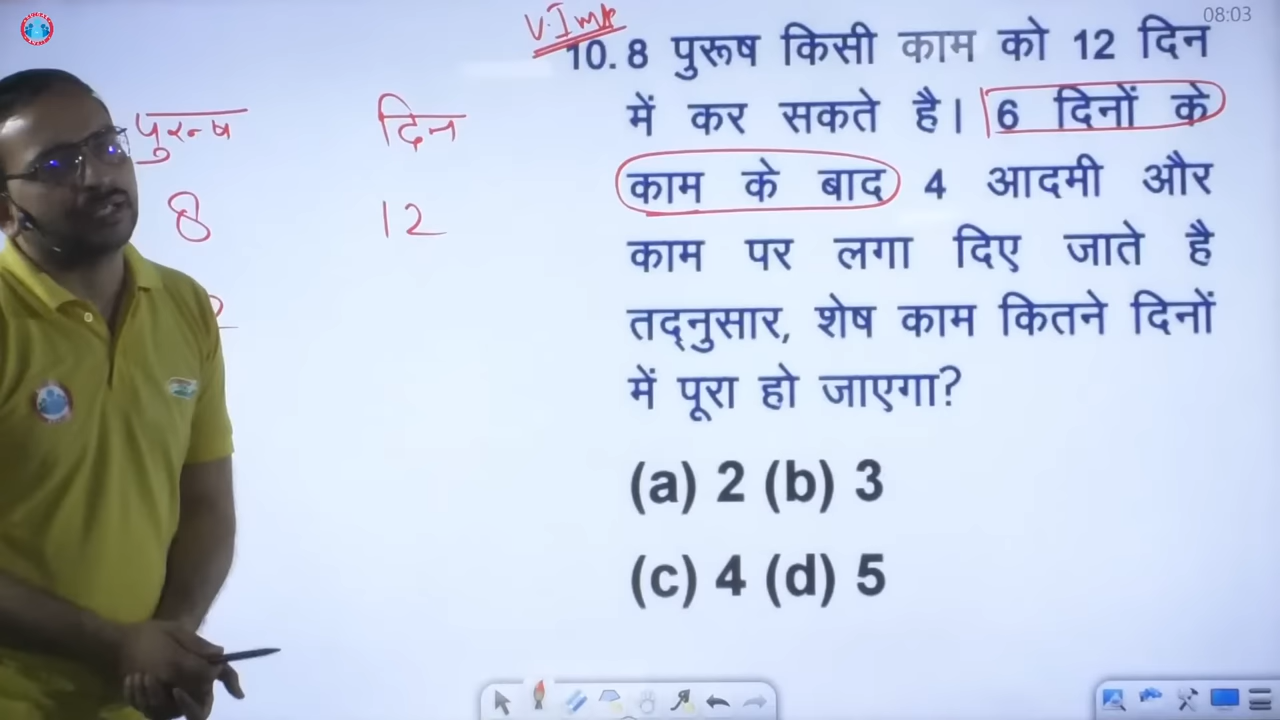 08:03
V. Imp
10. 8 पुरूष किसी काम को 12 दिन
में कर सकते है। 6 दिनों के
काम के बाद 4 आदमी और
काम पर लगा दिए जाते है
तद्नुसार, शेष काम कितने दिनों
में पूरा हो जाएगा?
(a) 2 (b) 3
(c) 4 (d) 5
पुरुष दिन
8 12